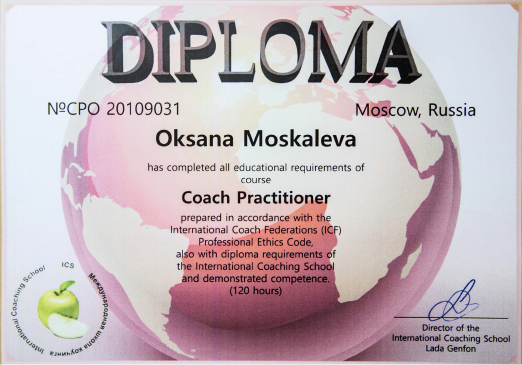 DIPLOMA
№CPO 20109031
Moscow, Russia
Oksana Moskaleva
has completed all educational requirements of
course
Coach Practitioner
prepared in accordance with the
International Coach Federations (ICF)
Professional Ethics Code,
also with diploma requirements of
the International Coaching School
and demonstrated competence.
(120 hours)
International Coaching School
ICS
Международная школа коучинга
Director of the
International Coaching School
Lada Genfon